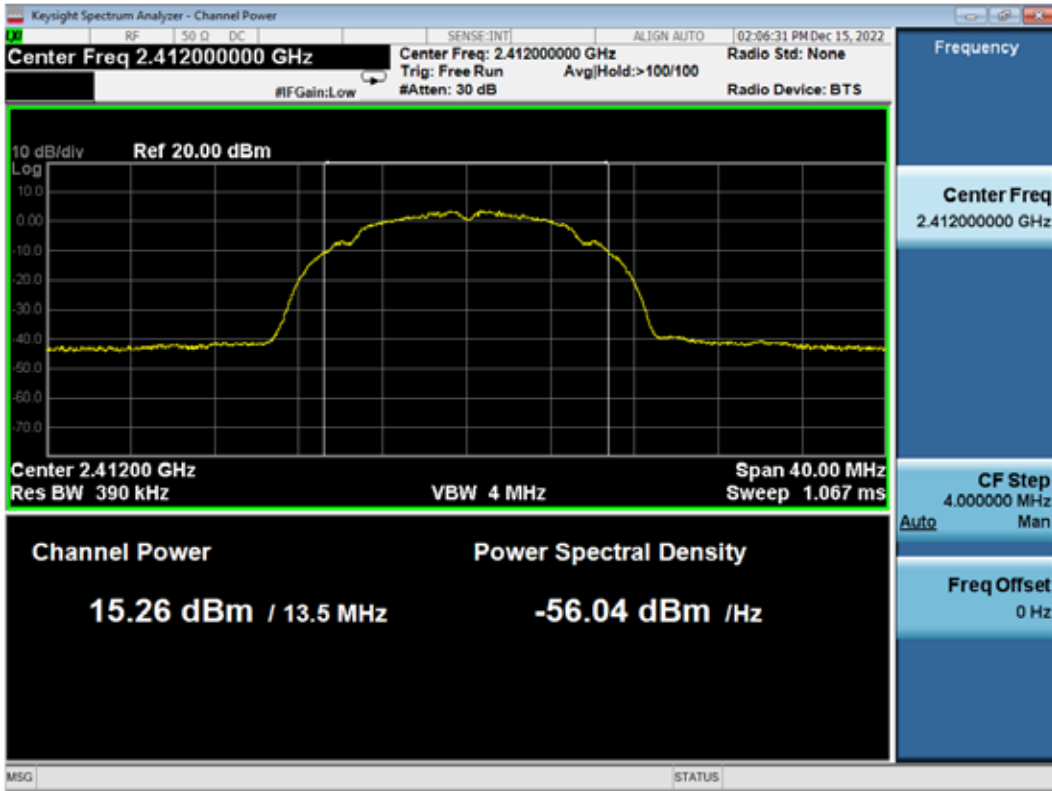 Keysight Spectrum Analyzer - Channel Power
RF 50 Ω DC SENSE:INT ALIGN AUTO 02:06:31 PM Dec 15, 2022
Center Freq 2.412000000 GHz
Center Freq: 2.412000000 GHz
Radio Std: None
Trig: Free Run
Avg|Hold:>100/100
#IFGain:Low
#Atten: 30 dB
Radio Device: BTS
10 dB/div
Ref 20.00 dBm
Log
10.0
0.00
-10.0
-20.0
-30.0
-40.0
-50.0
-60.0
-70.0
Center 2.41200 GHz
Span 40.00 MHz
Res BW 390 kHz
VBW 4 MHz
Sweep 1.067 ms
Channel Power
Power Spectral Density
15.26 dBm / 13.5 MHz
-56.04 dBm /Hz
MSG
STATUS
Frequency
Center Freq
2.412000000 GHz
CF Step
4.000000 MHz
Auto Man
Freq Offset
0 Hz